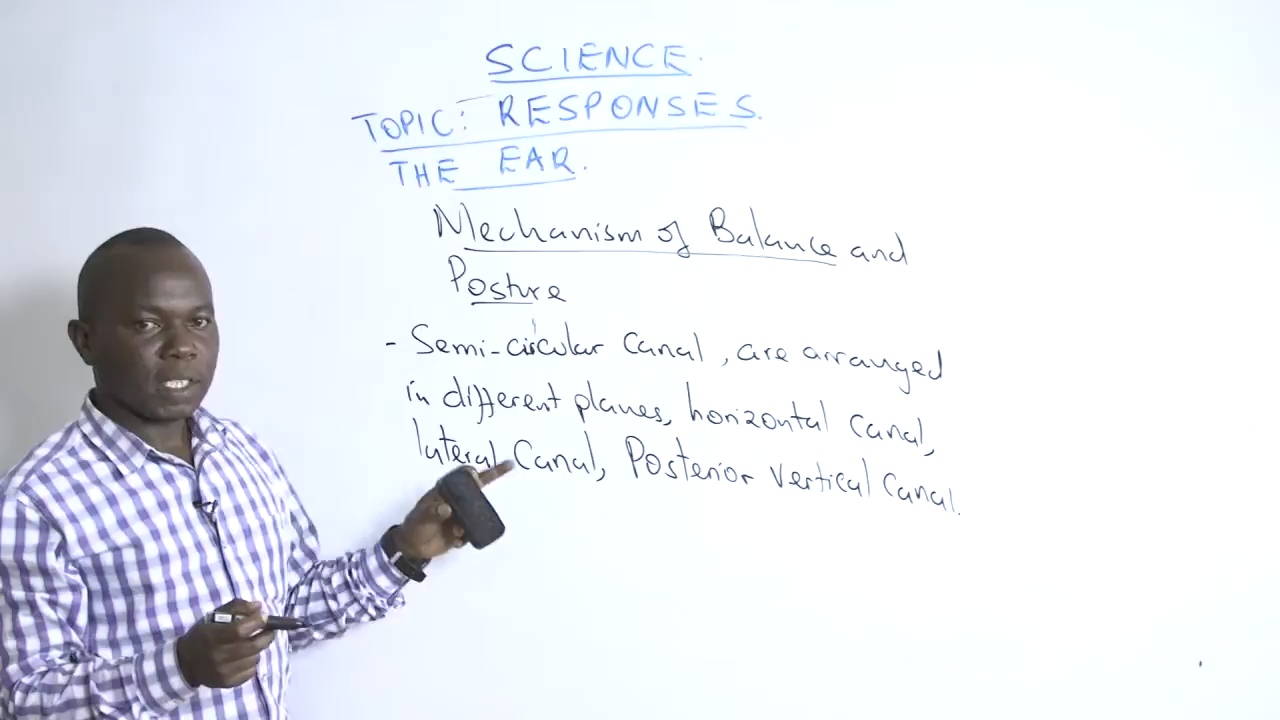 SCIENCE.
TOPIC: RESPONSES.
THE EAR.
Mechanism of Balance and
Posture
- Semi-circular Canal, are arranged
in different planes, horizontal Canal,
lateral Canal, Posterior vertical Canal.